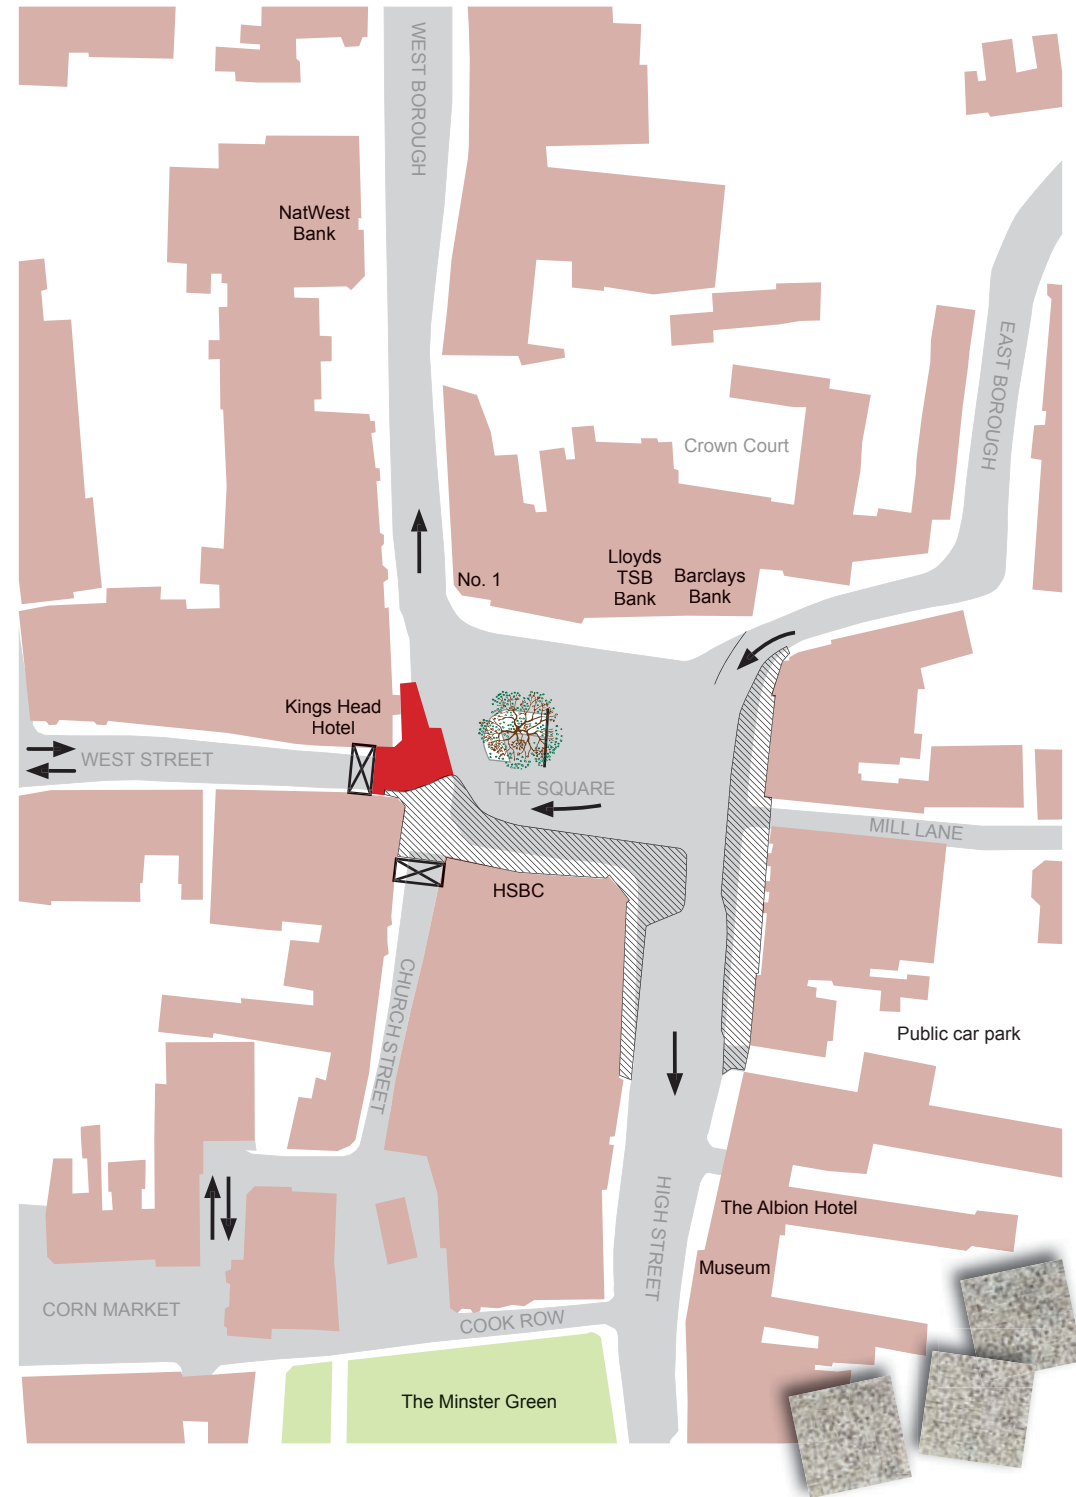 WEST BOROUGH
NatWest
Bank
EAST BOROUGH
Crown Court
No. 1
Lloyds
TSB
Bank
Barclays
Bank
Kings Head
Hotel
WEST STREET
THE SQUARE
MILL LANE
HSBC
CHURCH STREET
Public car park
HIGH STREET
The Albion Hotel
Museum
CORN MARKET
COOK ROW
The Minster Green